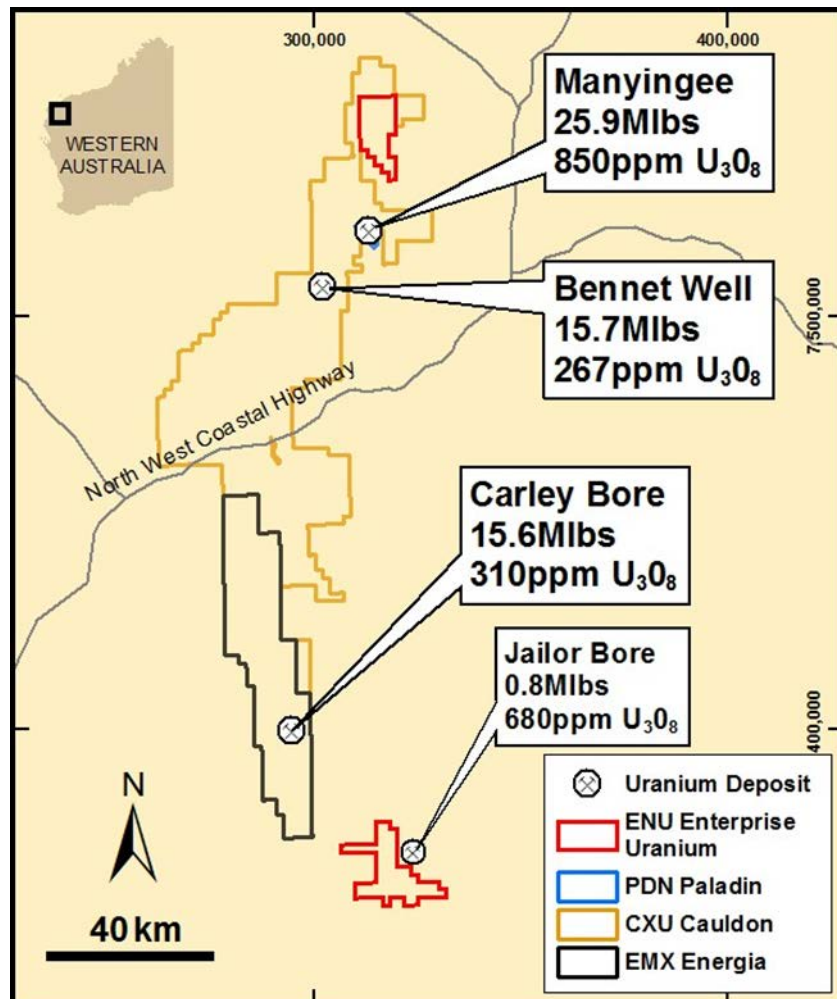 300,000
400,000
WESTERN
AUSTRALIA
Manyingee
25.9Mlbs
850ppm U₃0₈
Bennet Well
15.7Mlbs
267ppm U₃0₈
7,500,000
North West Coastal Highway
Carley Bore
15.6Mlbs
310ppm U₃0₈
Jailor Bore
0.8Mlbs
680ppm U₃0₈
400,000
N
40 km
Uranium Deposit
ENU Enterprise
Uranium
PDN Paladin
CXU Cauldon
EMX Energia